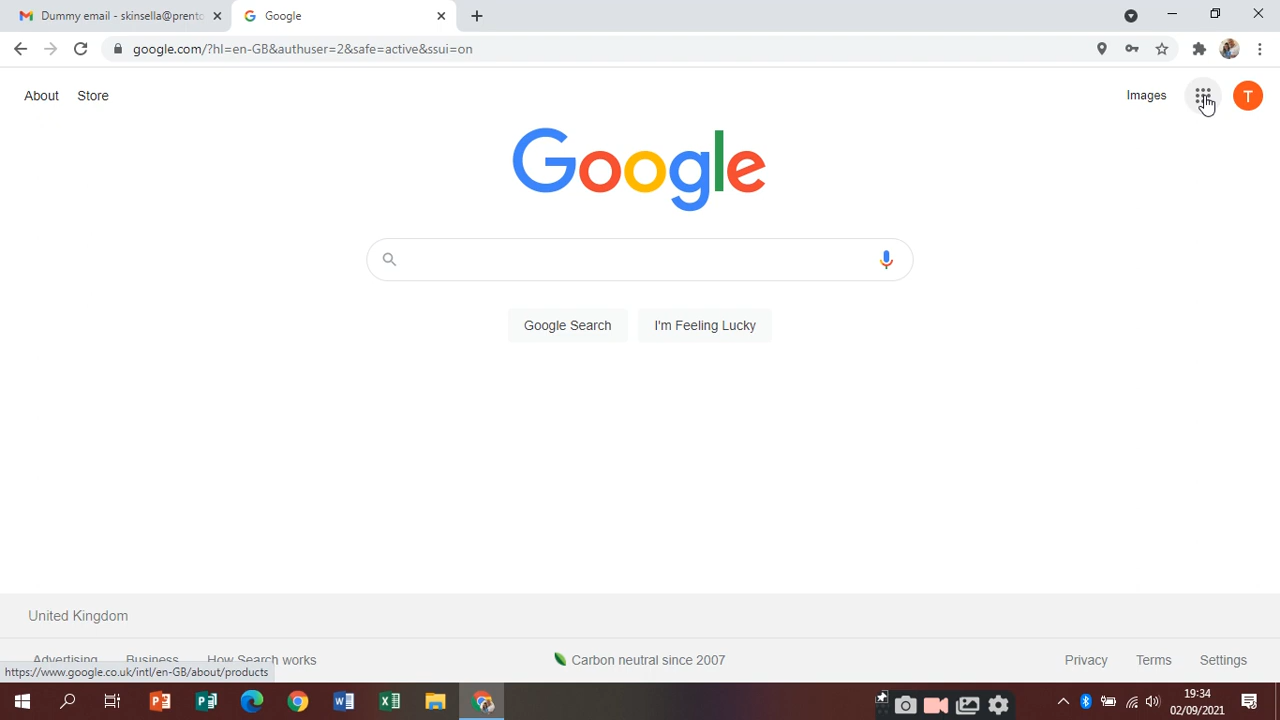 Dummy email - skinsella@prento
Google
google.com/?hl=en-GB&authuser=2&safe=active&ssui=on
About Store
Images
T
Google
Google Search
I'm Feeling Lucky
United Kingdom
Advertising Business How Search works
Carbon neutral since 2007
Privacy Terms Settings
https://www.google.co.uk/intl/en-GB/about/products
19:34
02/09/2021